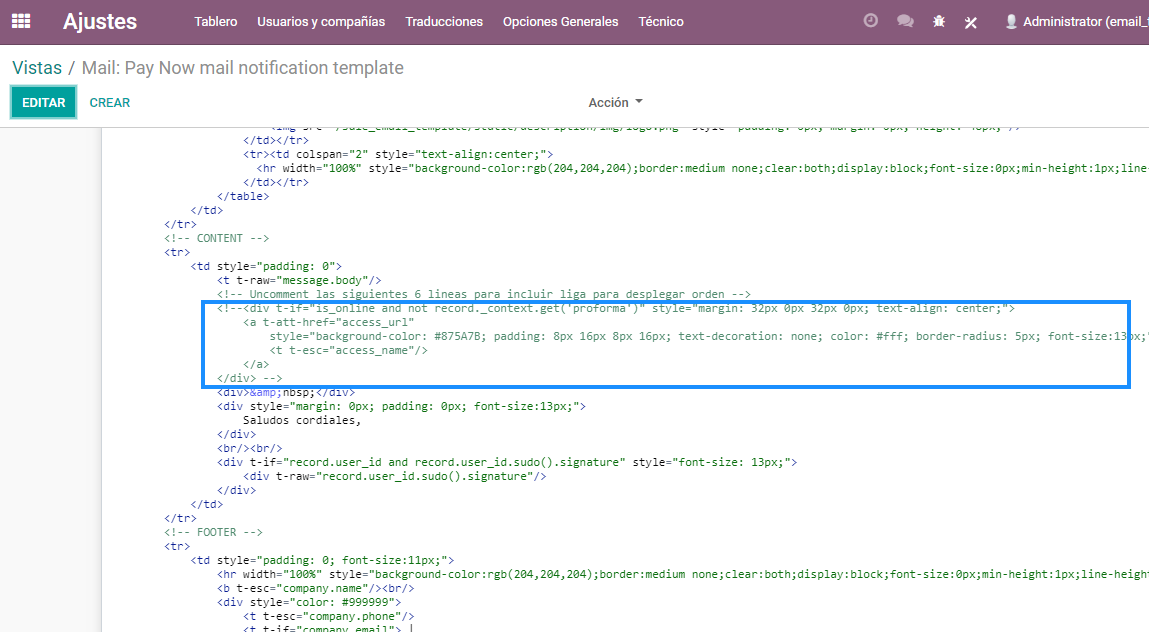 Ajustes Tablero Usuarios y compañías Traducciones Opciones Generales Técnico Administrator (email_
Vistas / Mail: Pay Now mail notification template
EDITAR CREAR Acción
</td></tr>
<tr><td colspan="2" style="text-align:center;">
<hr width="100%" style="background-color:rgb(204,204,204);border:medium none;clear:both;display:block;font-size:0px;min-height:1px;line-
</td></tr>
</table>
</td>
</tr>
<!-- CONTENT -->
<tr>
<td style="padding: 0">
<t t-raw="message.body"/>
<!-- Uncomment las siguientes 6 lineas para incluir liga para desplegar orden -->
<!--<div t-if="is_online and not record._context.get('proforma')" style="margin: 32px 0px 32px 0px; text-align: center;">
<a t-att-href="access_url"
style="background-color: #875A7B; padding: 8px 16px 8px 16px; text-decoration: none; color: #fff; border-radius: 5px; font-size:13px;"
<t t-esc="access_name"/>
</a>
</div> -->
<div>&amp;nbsp;</div>
<div style="margin: 0px; padding: 0px; font-size:13px;">
Saludos cordiales,
</div>
<br/><br/>
<div t-if="record.user_id and record.user_id.sudo().signature" style="font-size: 13px;">
<div t-raw="record.user_id.sudo().signature"/>
</div>
</td>
</tr>
<!-- FOOTER -->
<tr>
<td style="padding: 0; font-size:11px;">
<hr width="100%" style="background-color:rgb(204,204,204);border:medium none;clear:both;display:block;font-size:0px;min-height:1px;line-height
<b t-esc="company.name"/><br/>
<div style="color: #999999">
<t t-esc="company.phone"/>
<t t-if="company.email"> |